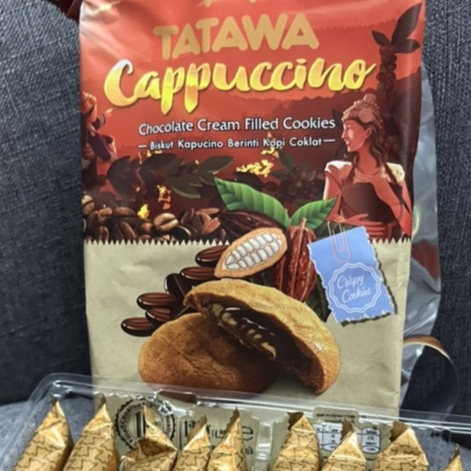 TATAWA
Cappuccino
Chocolate Cream Filled Cookies
— Biskut Kapucino Berinti Kopi Coklat —
Crispy
Cookies